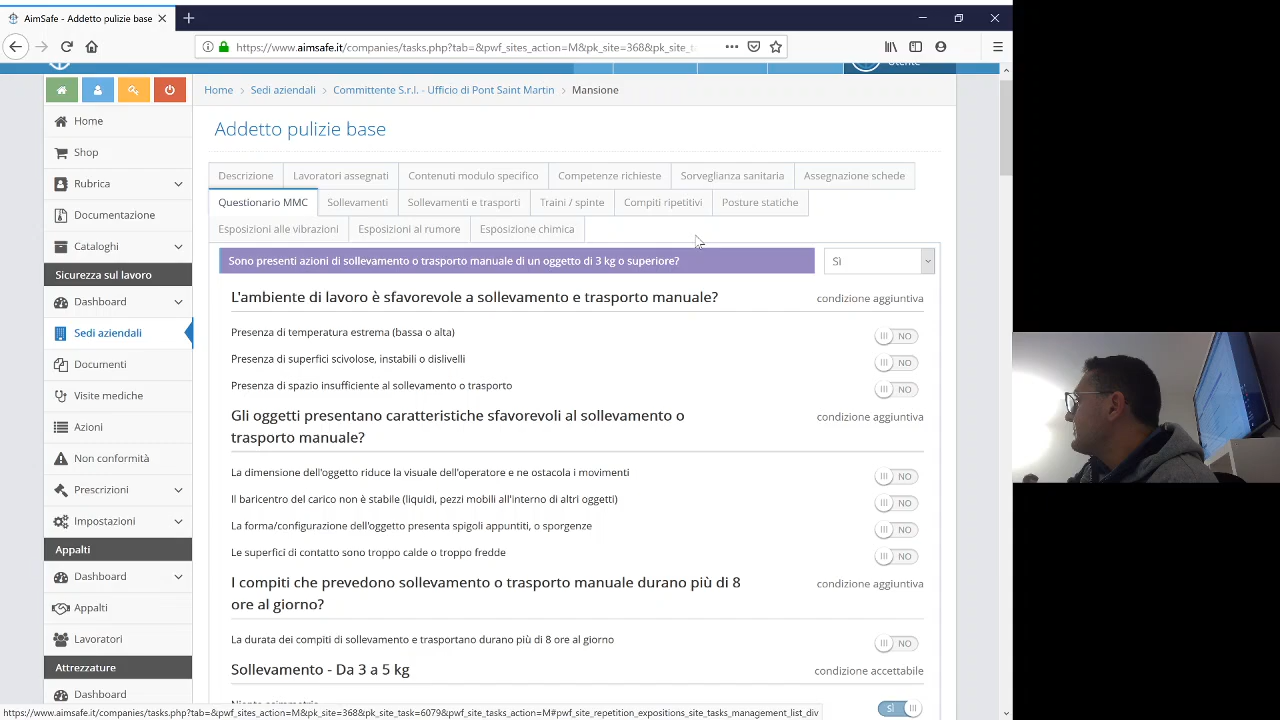 AimSafe - Addetto pulizie base
https://www.aimsafe.it/companies/tasks.php?tab=&pwf_sites_action=M&pk_site=368&pk_site_t
Utente
Home > Sedi aziendali > Committente S.r.l. - Ufficio di Pont Saint Martin > Mansione
Home
Shop
Rubrica
Documentazione
Cataloghi
Sicurezza sul lavoro
Dashboard
Sedi aziendali
Documenti
Visite mediche
Azioni
Non conformità
Prescrizioni
Impostazioni
Appalti
Dashboard
Appalti
Lavoratori
Attrezzature
Dashboard
Addetto pulizie base
Descrizione Lavoratori assegnati Contenuti modulo specifico Competenze richieste Sorveglianza sanitaria Assegnazione schede
Questionario MMC Sollevamenti Sollevamenti e trasporti Traini / spinte Compiti ripetitivi Posture statiche
Esposizioni alle vibrazioni Esposizioni al rumore Esposizione chimica
Sono presenti azioni di sollevamento o trasporto manuale di un oggetto di 3 kg o superiore? Sì
L'ambiente di lavoro è sfavorevole a sollevamento e trasporto manuale? condizione aggiuntiva
Presenza di temperatura estrema (bassa o alta) NO
Presenza di superfici scivolose, instabili o dislivelli NO
Presenza di spazio insufficiente al sollevamento o trasporto NO
Gli oggetti presentano caratteristiche sfavorevoli al sollevamento o condizione aggiuntiva
trasporto manuale?
La dimensione dell'oggetto riduce la visuale dell'operatore e ne ostacola i movimenti NO
Il baricentro del carico non è stabile (liquidi, pezzi mobili all'interno di altri oggetti) NO
La forma/configurazione dell'oggetto presenta spigoli appuntiti, o sporgenze NO
Le superfici di contatto sono troppo calde o troppo fredde NO
I compiti che prevedono sollevamento o trasporto manuale durano più di 8 condizione aggiuntiva
ore al giorno?
La durata dei compiti di sollevamento e trasportano durano più di 8 ore al giorno NO
Sollevamento - Da 3 a 5 kg condizione accettabile
Niente asimmetria SÌ
https://www.aimsafe.it/companies/tasks.php?tab=&pwf_sites_action=M&pk_site=368&pk_site_task=6079&pwf_site_tasks_action=M#pwf_site_repetition_expositions_site_tasks_management_list_div